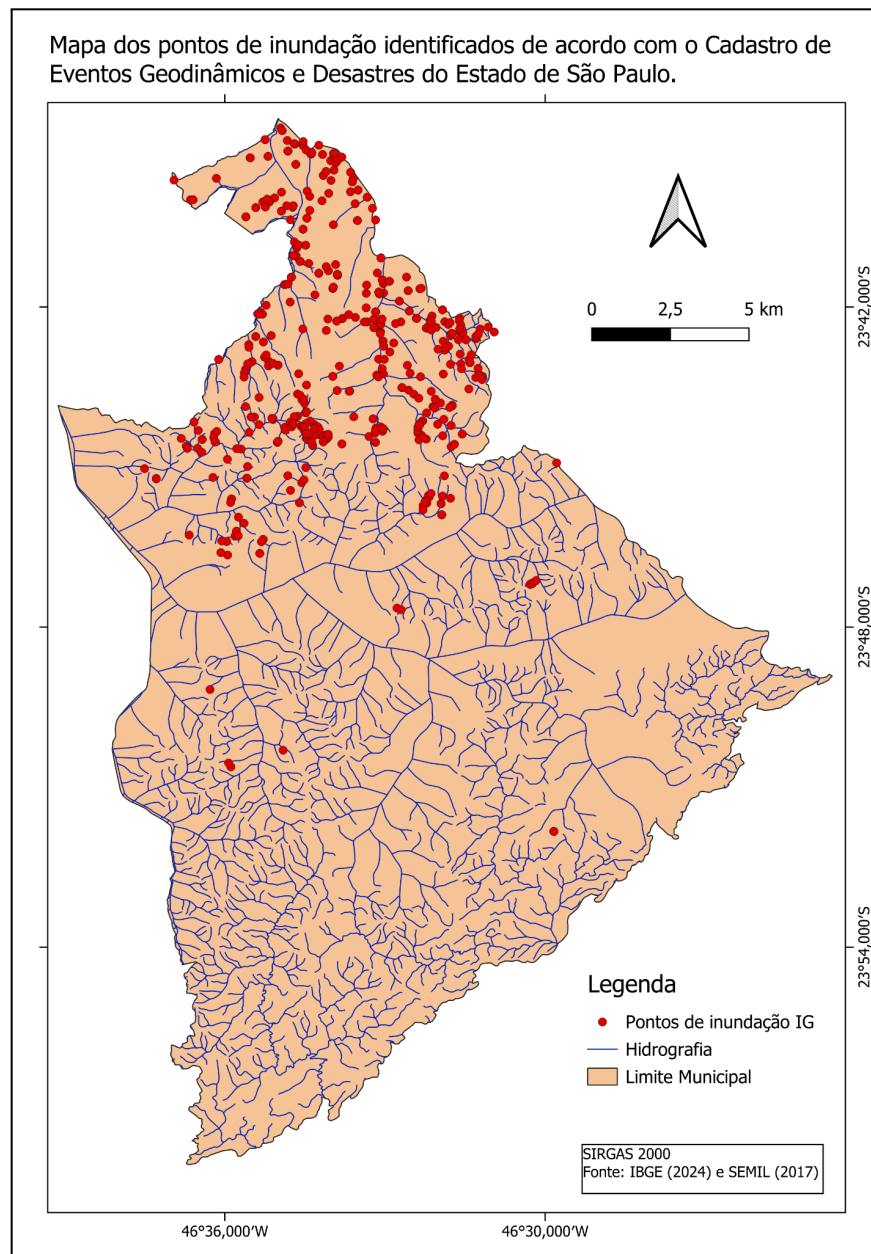 Mapa dos pontos de inundação identificados de acordo com o Cadastro de
Eventos Geodinâmicos e Desastres do Estado de São Paulo.
0 2,5 5 km
23°42,000'S
23°48,000'S
23°54,000'S
Legenda
Pontos de inundação IG
Hidrografia
Limite Municipal
SIRGAS 2000
Fonte: IBGE (2024) e SEMIL (2017)
46°36,000'W 46°30,000'W